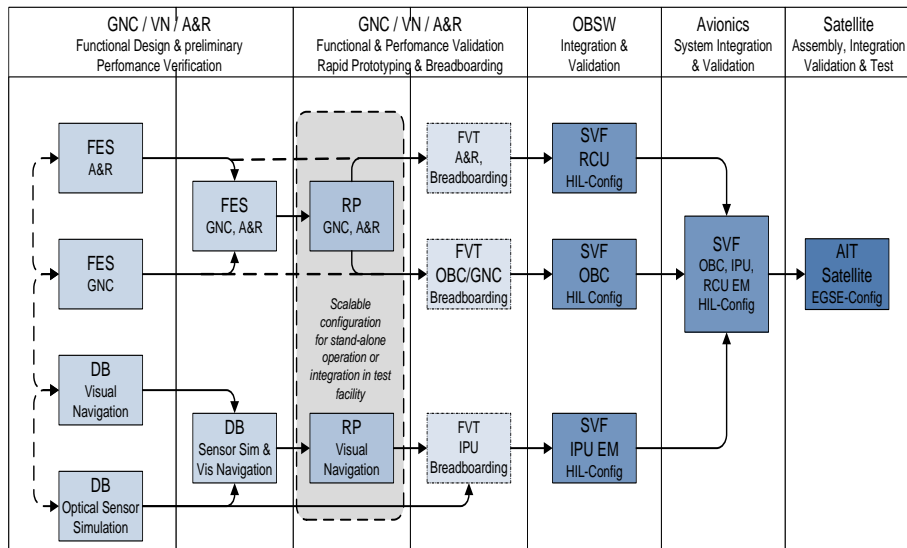 GNC / VN / A&R
Functional Design & preliminary
Perfomance Verification
GNC / VN / A&R
Functional & Perfomance Validation
Rapid Prototyping & Breadboarding
OBSW
Integration &
Validation
Avionics
System Integration
& Validation
Satellite
Assembly, Integration
Validation & Test
FES
A&R
FES
GNC
DB
Visual
Navigation
DB
Optical Sensor
Simulation
FES
GNC, A&R
DB
Sensor Sim &
Vis Navigation
RP
GNC, A&R
Scalable
configuration
for stand-alone
operation or
integration in test
facility
RP
Visual
Navigation
FVT
A&R,
Breadboarding
FVT
OBC/GNC
Breadboarding
FVT
IPU
Breadboarding
SVF
RCU
HIL-Config
SVF
OBC
HIL Config
SVF
IPU EM
HIL-Config
SVF
OBC, IPU,
RCU EM
HIL-Config
AIT
Satellite
EGSE-Config